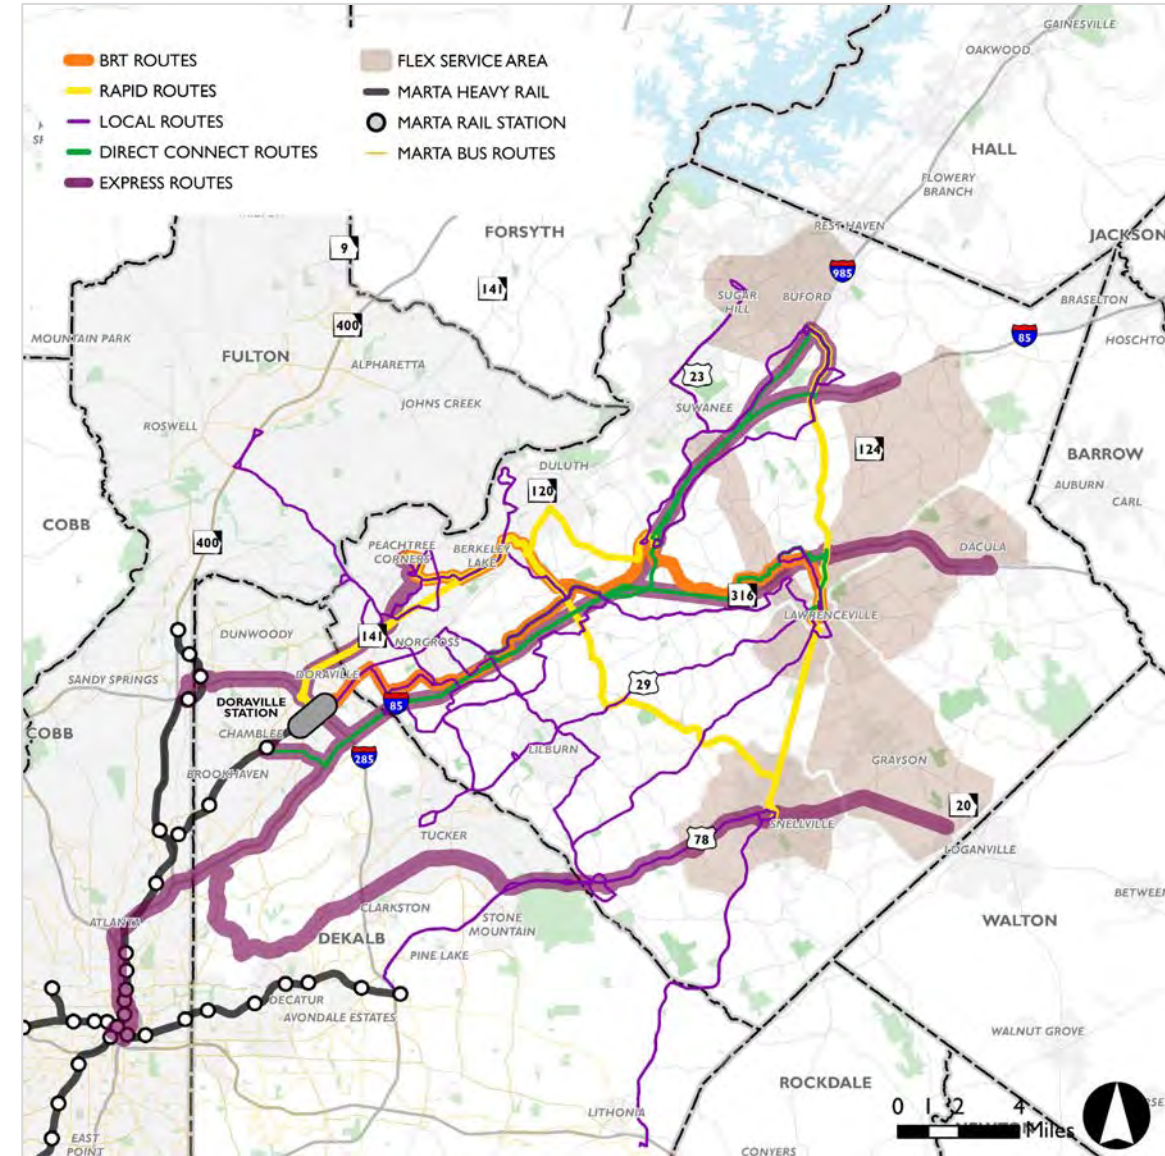 BRT ROUTES
RAPID ROUTES
LOCAL ROUTES
DIRECT CONNECT ROUTES
EXPRESS ROUTES
FLEX SERVICE AREA
MARTA HEAVY RAIL
MARTA RAIL STATION
MARTA BUS ROUTES
GAINESVILLE
OAKWOOD
HALL
FLOWERY
BRANCH
REST HAVEN
JACKSON
FORSYTH
9
141
985
BUFORD
SUGAR
HILL
BRASELTON
85
400
MOUNTAIN PARK
FULTON
ALPHARETTA
23
JOHNS CREEK
SUWANEE
ROSWELL
124
BARROW
AUBURN
CARL
DULUTH
120
COBB
400
PEACHTREE
CORNERS
BERKELEY
LAKE
DACULA
316
LAWRENCEVILLE
DUNWOODY
141
NORCROSS
SANDY SPRINGS
DORAVILLE
29
DORAVILLE
STATION
85
CHAMBLEE
COBB
285
LILBURN
BROOKHAVEN
GRAYSON
20
TUCKER
78
SNELLVILLE
LOGANVILLE
ATLANTA
CLARKSTON
STONE
MOUNTAIN
WALTON
DEKALB
PINE LAKE
DECATUR
AVONDALE ESTATES
WALNUT GROVE
ROCKDALE
LITHONIA
0 1 2 4
Miles
EAST
POINT
CONYERS